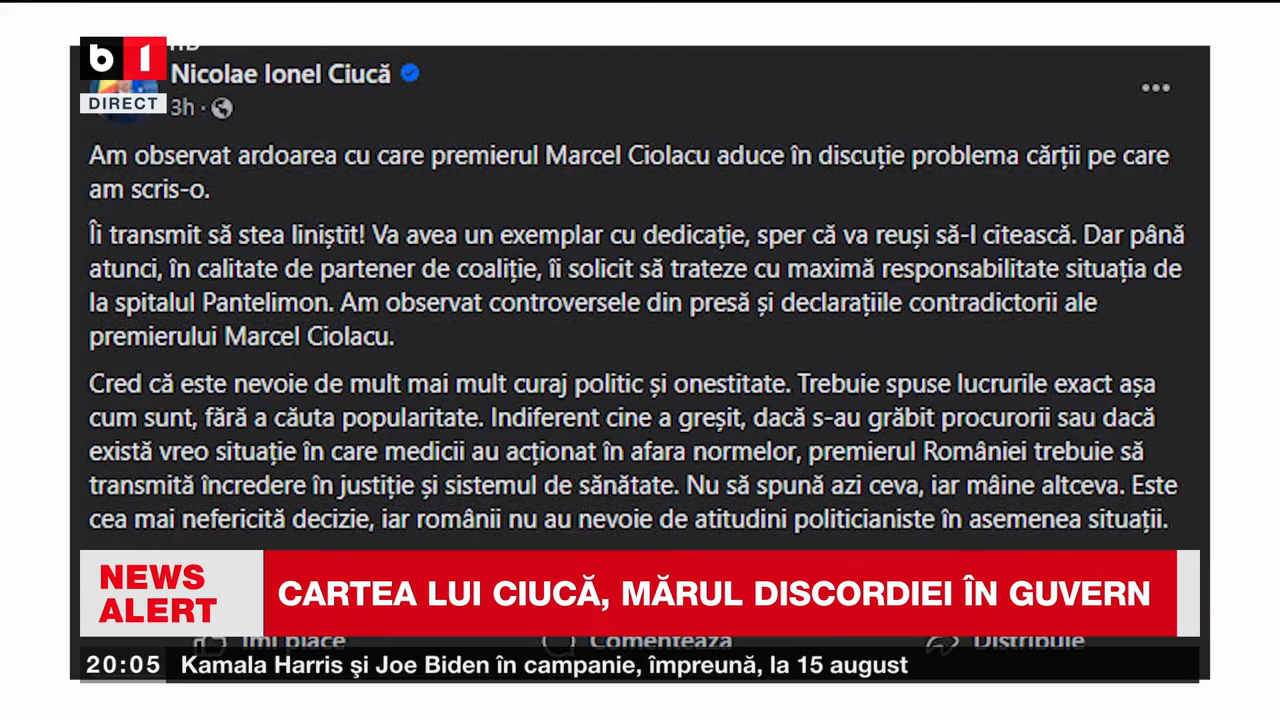 b1
DIRECT
Nicolae Ionel Ciucă
3h
Am observat ardoarea cu care premierul Marcel Ciolacu aduce în discuție problema cărții pe care
am scris-o.
Îi transmit să stea liniștit! Va avea un exemplar cu dedicație, sper că va reuși să-l citească. Dar până
atunci, în calitate de partener de coaliție, îi solicit să trateze cu maximă responsabilitate situația de
la spitalul Pantelimon. Am observat controversele din presă și declarațiile contradictorii ale
premierului Marcel Ciolacu.
Cred că este nevoie de mult mai mult curaj politic și onestitate. Trebuie spuse lucrurile exact așa
cum sunt, fără a căuta popularitate. Indiferent cine a greșit, dacă s-au grăbit procurorii sau dacă
există vreo situație în care medicii au acționat în afara normelor, premierul României trebuie să
transmită încredere în justiție și sistemul de sănătate. Nu să spună azi ceva, iar mâine altceva. Este
cea mai nefericită decizie, iar românii nu au nevoie de atitudini politicianiste în asemenea situații.
NEWS
ALERT
CARTEA LUI CIUCĂ, MĂRUL DISCORDIEI ÎN GUVERN
Îmi place Comentează Distribuie
20:05 Kamala Harris şi Joe Biden în campanie, împreună, la 15 august